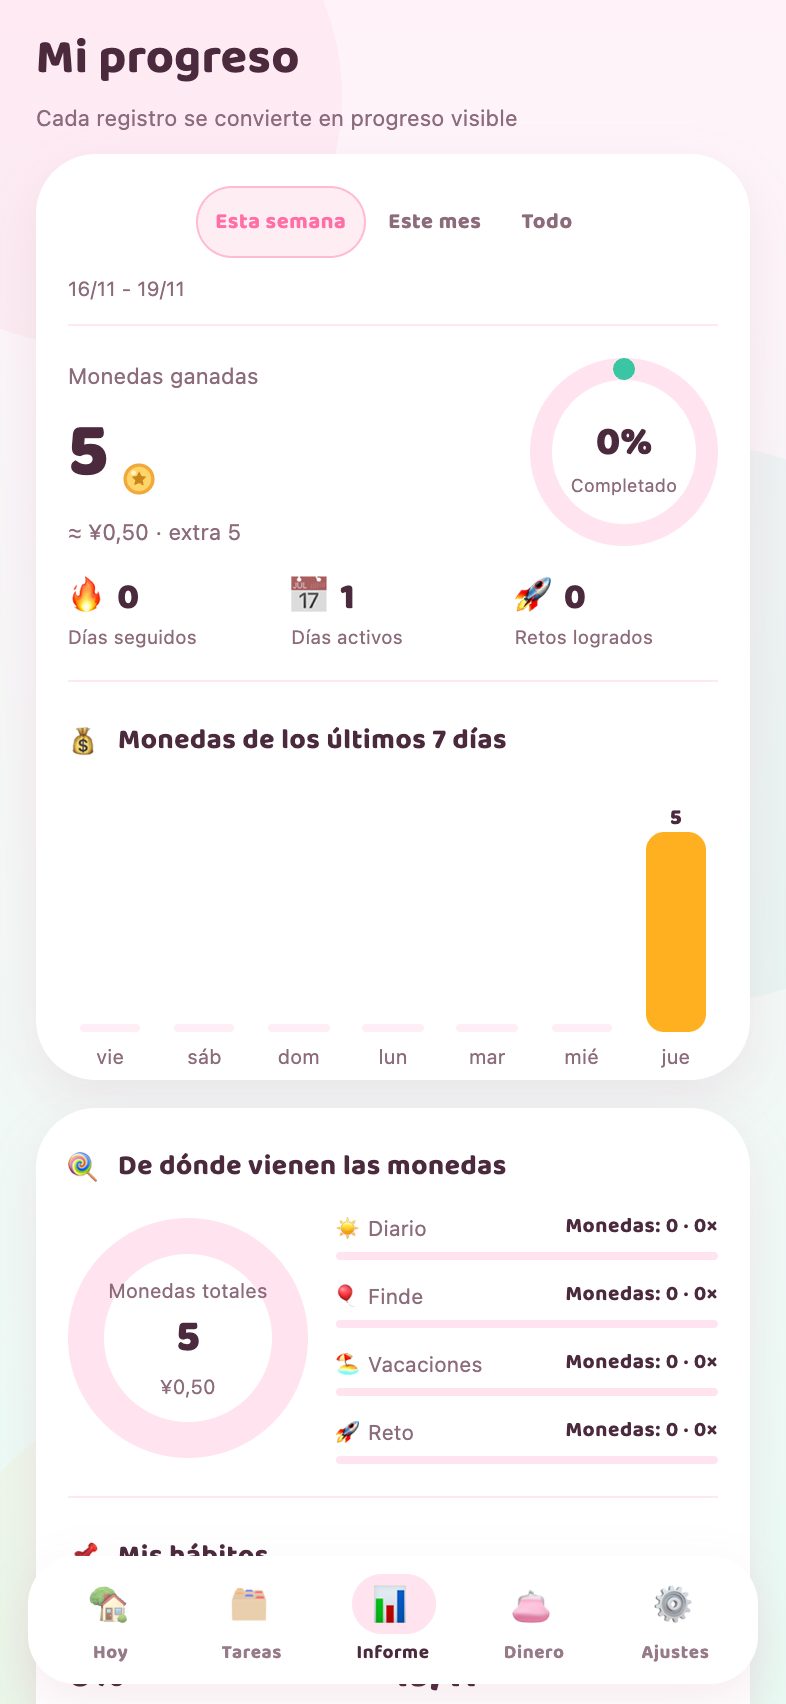 Mi progreso
Cada registro se convierte en progreso visible
Esta semana Este mes Todo
16/11 - 19/11
Monedas ganadas
5
≈ ¥0,50 · extra 5
0%
Completado
0
Días seguidos
JUL 17 1
Días activos
0
Retos logrados
Monedas de los últimos 7 días
5
vie sáb dom lun mar mié jue
De dónde vienen las monedas
Monedas totales
5
¥0,50
Diario Monedas: 0 · 0×
Finde Monedas: 0 · 0×
Vacaciones Monedas: 0 · 0×
Reto Monedas: 0 · 0×
Mis hábitos
Hoy Tareas Informe Dinero Ajustes